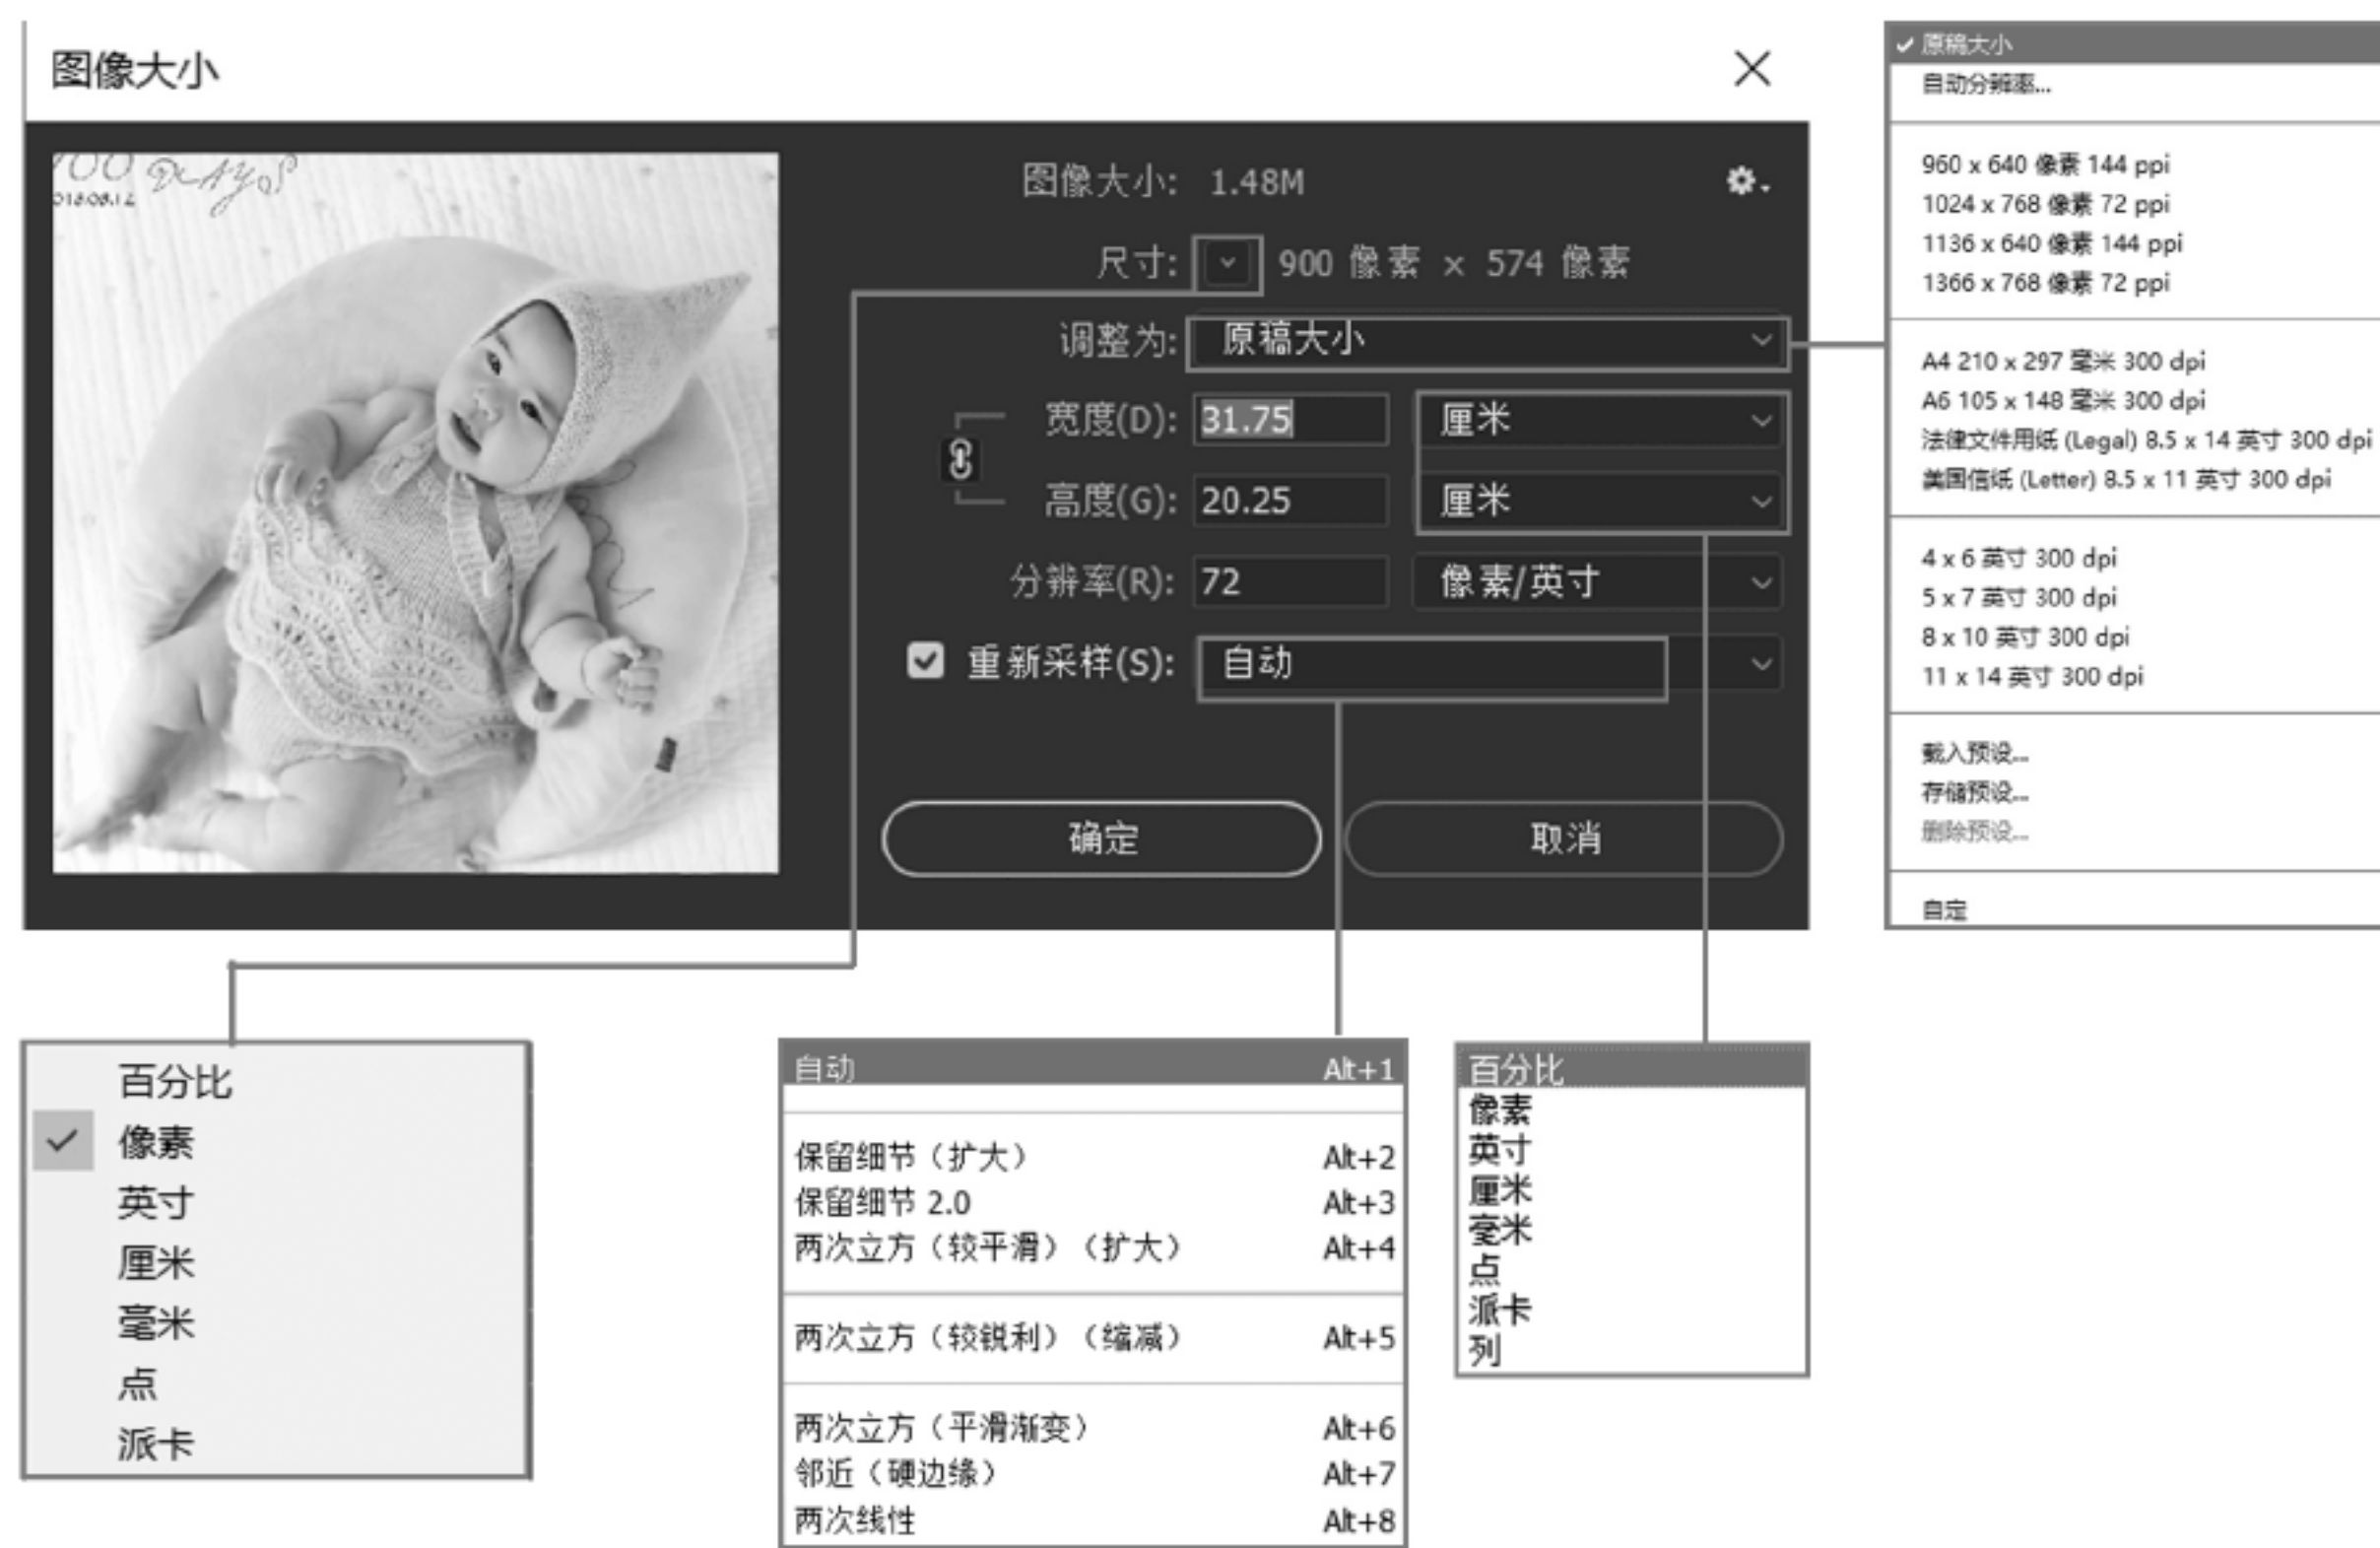 图像大小
DAYS
图像大小: 1.48M
尺寸: 900 像素 x 574 像素
调整为: 原稿大小
宽度(D): 31.75 厘米
高度(G): 20.25 厘米
分辨率(R): 72 像素/英寸
重新采样(S): 自动
确定 取消
原稿大小
自动分辨率...
960 x 640 像素 144 ppi
1024 x 768 像素 72 ppi
1136 x 640 像素 144 ppi
1366 x 768 像素 72 ppi
A4 210 x 297 毫米 300 dpi
A6 105 x 148 毫米 300 dpi
法律文件用纸 (Legal) 8.5 x 14 英寸 300 dpi
美国信纸 (Letter) 8.5 x 11 英寸 300 dpi
4 x 6 英寸 300 dpi
5 x 7 英寸 300 dpi
8 x 10 英寸 300 dpi
11 x 14 英寸 300 dpi
载入预设...
存储预设...
删除预设...
自定
百分比
像素
英寸
厘米
毫米
点
派卡
自动 Alt+1
保留细节（扩大） Alt+2
保留细节 2.0 Alt+3
两次立方（较平滑）（扩大） Alt+4
两次立方（较锐利）（缩减） Alt+5
两次立方（平滑渐变） Alt+6
邻近（硬边缘） Alt+7
两次线性 Alt+8
百分比
像素
英寸
厘米
毫米
点
派卡
列